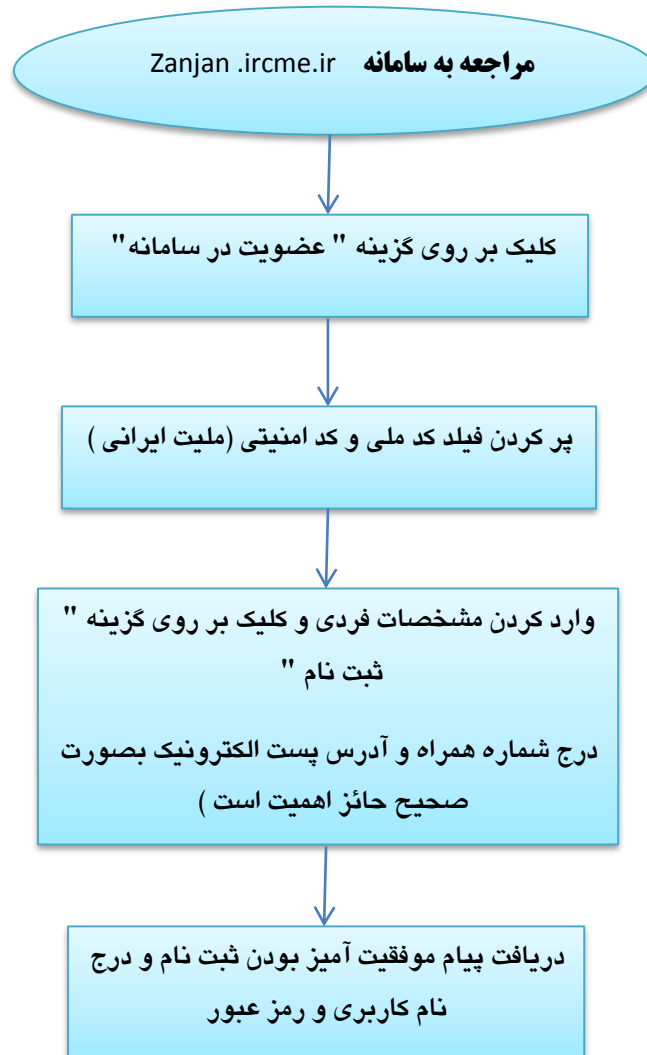 مراجعه به سامانه Zanjan .ircme.ir
کلیک بر روی گزینه " عضویت در سامانه"
پر کردن فیلد کد ملی و کد امنیتی (ملیت ایرانی )
وارد کردن مشخصات فردی و کلیک بر روی گزینه "
ثبت نام "
درج شماره همراه و آدرس پست الکترونیک بصورت
صحیح حائز اهمیت است )
دریافت پیام موفقیت آمیز بودن ثبت نام و درج
نام کاربری و رمز عبور